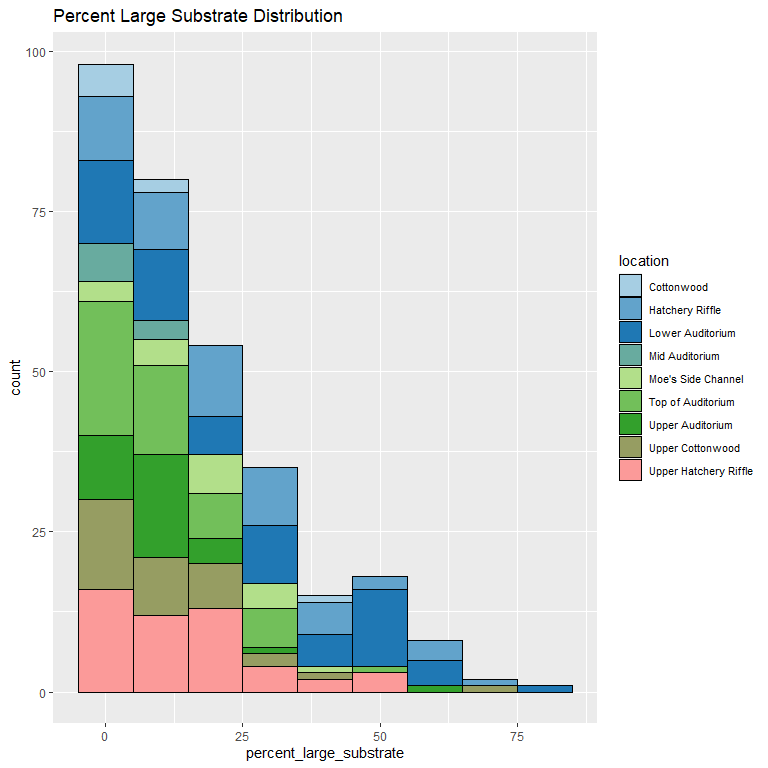 Percent Large Substrate Distribution
100
75
50
25
0
count
0 25 50 75
percent_large_substrate
location
Cottonwood
Hatchery Riffle
Lower Auditorium
Mid Auditorium
Moe's Side Channel
Top of Auditorium
Upper Auditorium
Upper Cottonwood
Upper Hatchery Riffle